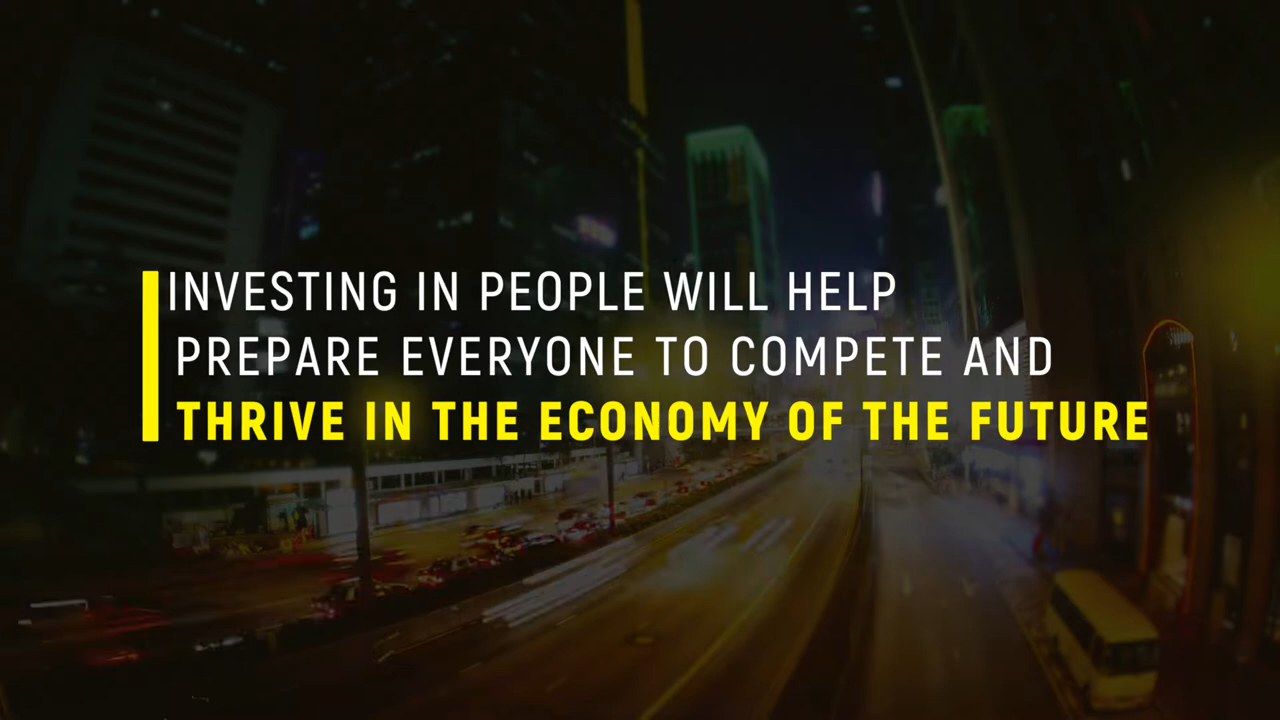 INVESTING IN PEOPLE WILL HELP
PREPARE EVERYONE TO COMPETE AND
THRIVE IN THE ECONOMY OF THE FUTURE